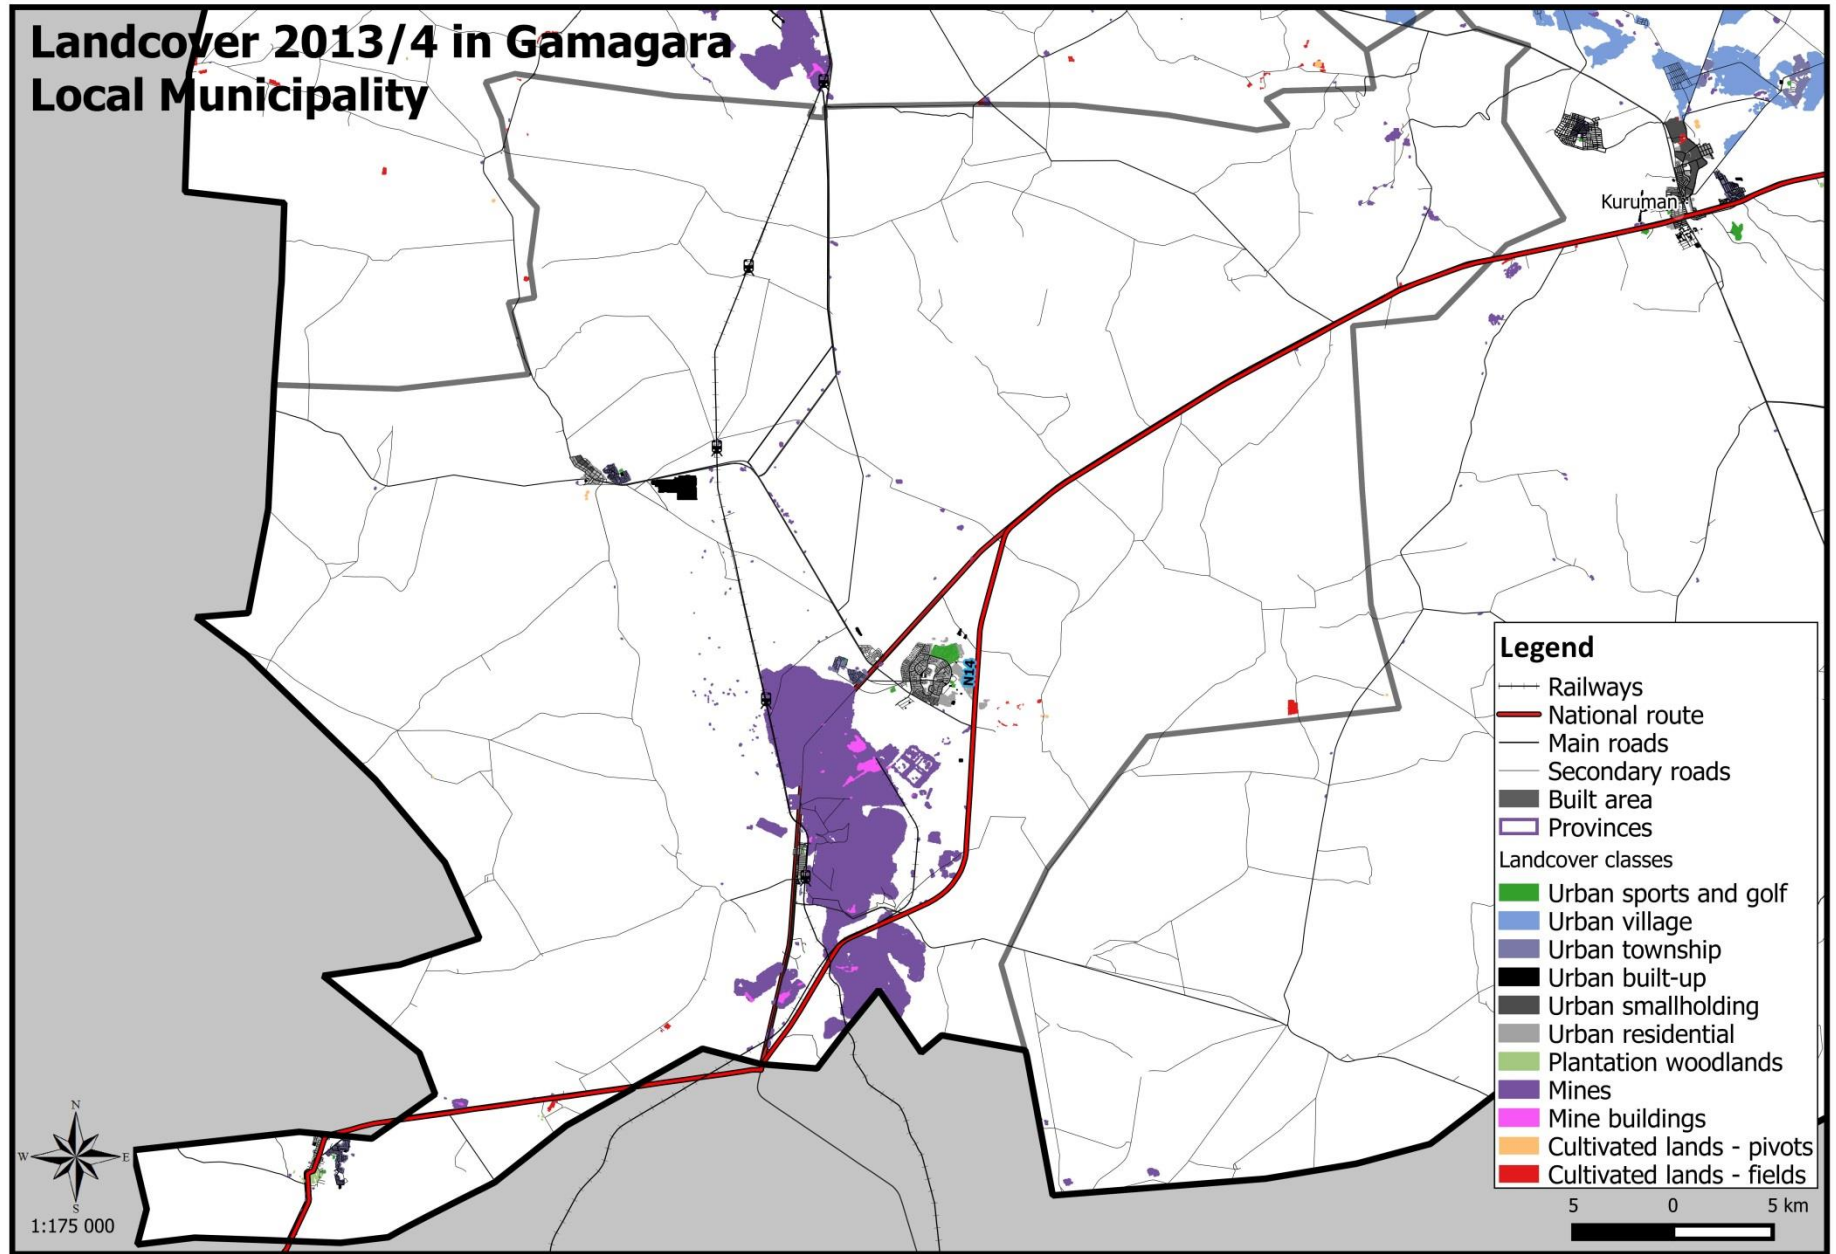 Landcover 2013/4 in Gamagara
Local Municipality
Kuruman
N14
Legend
Railways
National route
Main roads
Secondary roads
Built area
Provinces
Landcover classes
Urban sports and golf
Urban village
Urban township
Urban built-up
Urban smallholding
Urban residential
Plantation woodlands
Mines
Mine buildings
Cultivated lands - pivots
Cultivated lands - fields
N
W E
S
1:175 000
5 0 5 km